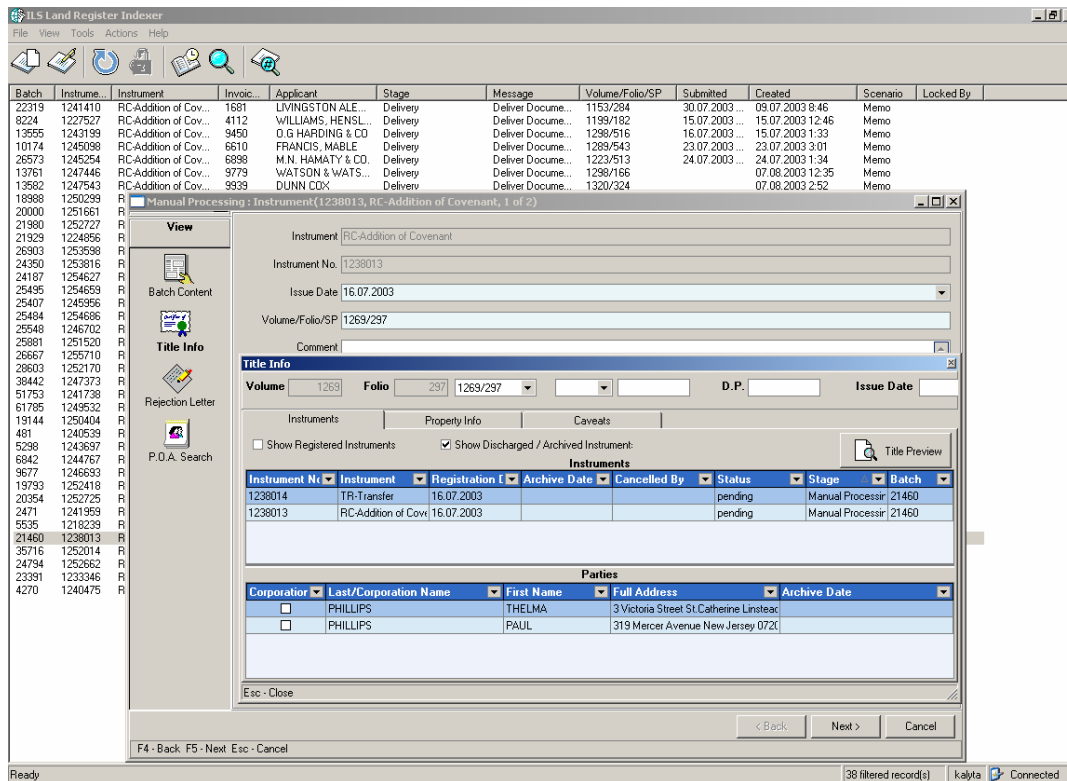 ILS Land Register Indexer
File View Tools Actions Help
Batch Instrume... Instrument Invoic... Applicant Stage Message Volume/Folio/SP Submitted Created Scenario Locked By
22319 1241410 RC-Addition of Cov... 1681 LIVINGSTON ALE... Delivery Deliver Docume... 1153/284 30.07.2003 ... 09.07.2003 8:46 Memo
8224 1227527 RC-Addition of Cov... 4112 WILLIAMS, HENSL... Delivery Deliver Docume... 1199/182 15.07.2003 ... 15.07.2003 12:46 Memo
13555 1243199 RC-Addition of Cov... 9450 O.G HARDING & CO Delivery Deliver Docume... 1298/516 16.07.2003 ... 15.07.2003 1:33 Memo
10174 1245098 RC-Addition of Cov... 6610 FRANCIS, MABLE Delivery Deliver Docume... 1289/543 23.07.2003 ... 23.07.2003 3:01 Memo
26573 1245254 RC-Addition of Cov... 6898 M.N. HAMATY & CO. Delivery Deliver Docume... 1223/513 24.07.2003 ... 24.07.2003 1:34 Memo
13761 1247446 RC-Addition of Cov... 9779 WATSON & WATS... Delivery Deliver Docume... 1298/166 07.08.2003 12:35 Memo
13582 1247543 RC-Addition of Cov... 9939 DUNN COX Delivery Deliver Docume... 1320/324 07.08.2003 2:52 Memo
18988 1250299 R
20000 1251661 R
21980 1252727 R
21929 1224856 R
26903 1253598 R
24350 1253816 R
24187 1254627 R
25495 1254659 R
25407 1245956 R
25484 1254686 R
25548 1246702 R
25881 1251520 R
26667 1255710 R
28603 1252170 R
38442 1247373 R
51753 1241738 R
61785 1249532 R
19144 1250404 R
481 1240539 R
5298 1243697 R
6842 1244767 R
9677 1246693 R
19793 1252418 R
20354 1252725 R
2471 1241959 R
5535 1218239 R
21460 1238013 R
35716 1252014 R
24794 1252662 R
23391 1233346 R
4270 1240475 R
Manual Processing : Instrument(1238013, RC-Addition of Covenant, 1 of 2)
View
Batch Content
Title Info
Rejection Letter
P.O.A. Search
Instrument RC-Addition of Covenant
Instrument No. 1238013
Issue Date 16.07.2003
Volume/Folio/SP 1269/297
Comment
Title Info
Volume 1269 Folio 297 1269/297 D.P. Issue Date
Instruments Property Info Caveats
Show Registered Instruments Show Discharged / Archived Instruments Title Preview
Instruments
Instrument No Instrument Registration D Archive Date Cancelled By Status Stage Batch
1238014 TR-Transfer 16.07.2003 pending Manual Processin 21460
1238013 RC-Addition of Cove 16.07.2003 pending Manual Processin 21460
Parties
Corporation Last/Corporation Name First Name Full Address Archive Date
PHILLIPS THELMA 3 Victoria Street St.Catherine Linstead
PHILLIPS PAUL 319 Mercer Avenue New Jersey 0720
Esc - Close
< Back Next > Cancel
F4 - Back F5 - Next Esc - Cancel
Ready 38 filtered record(s) kalyta Connected